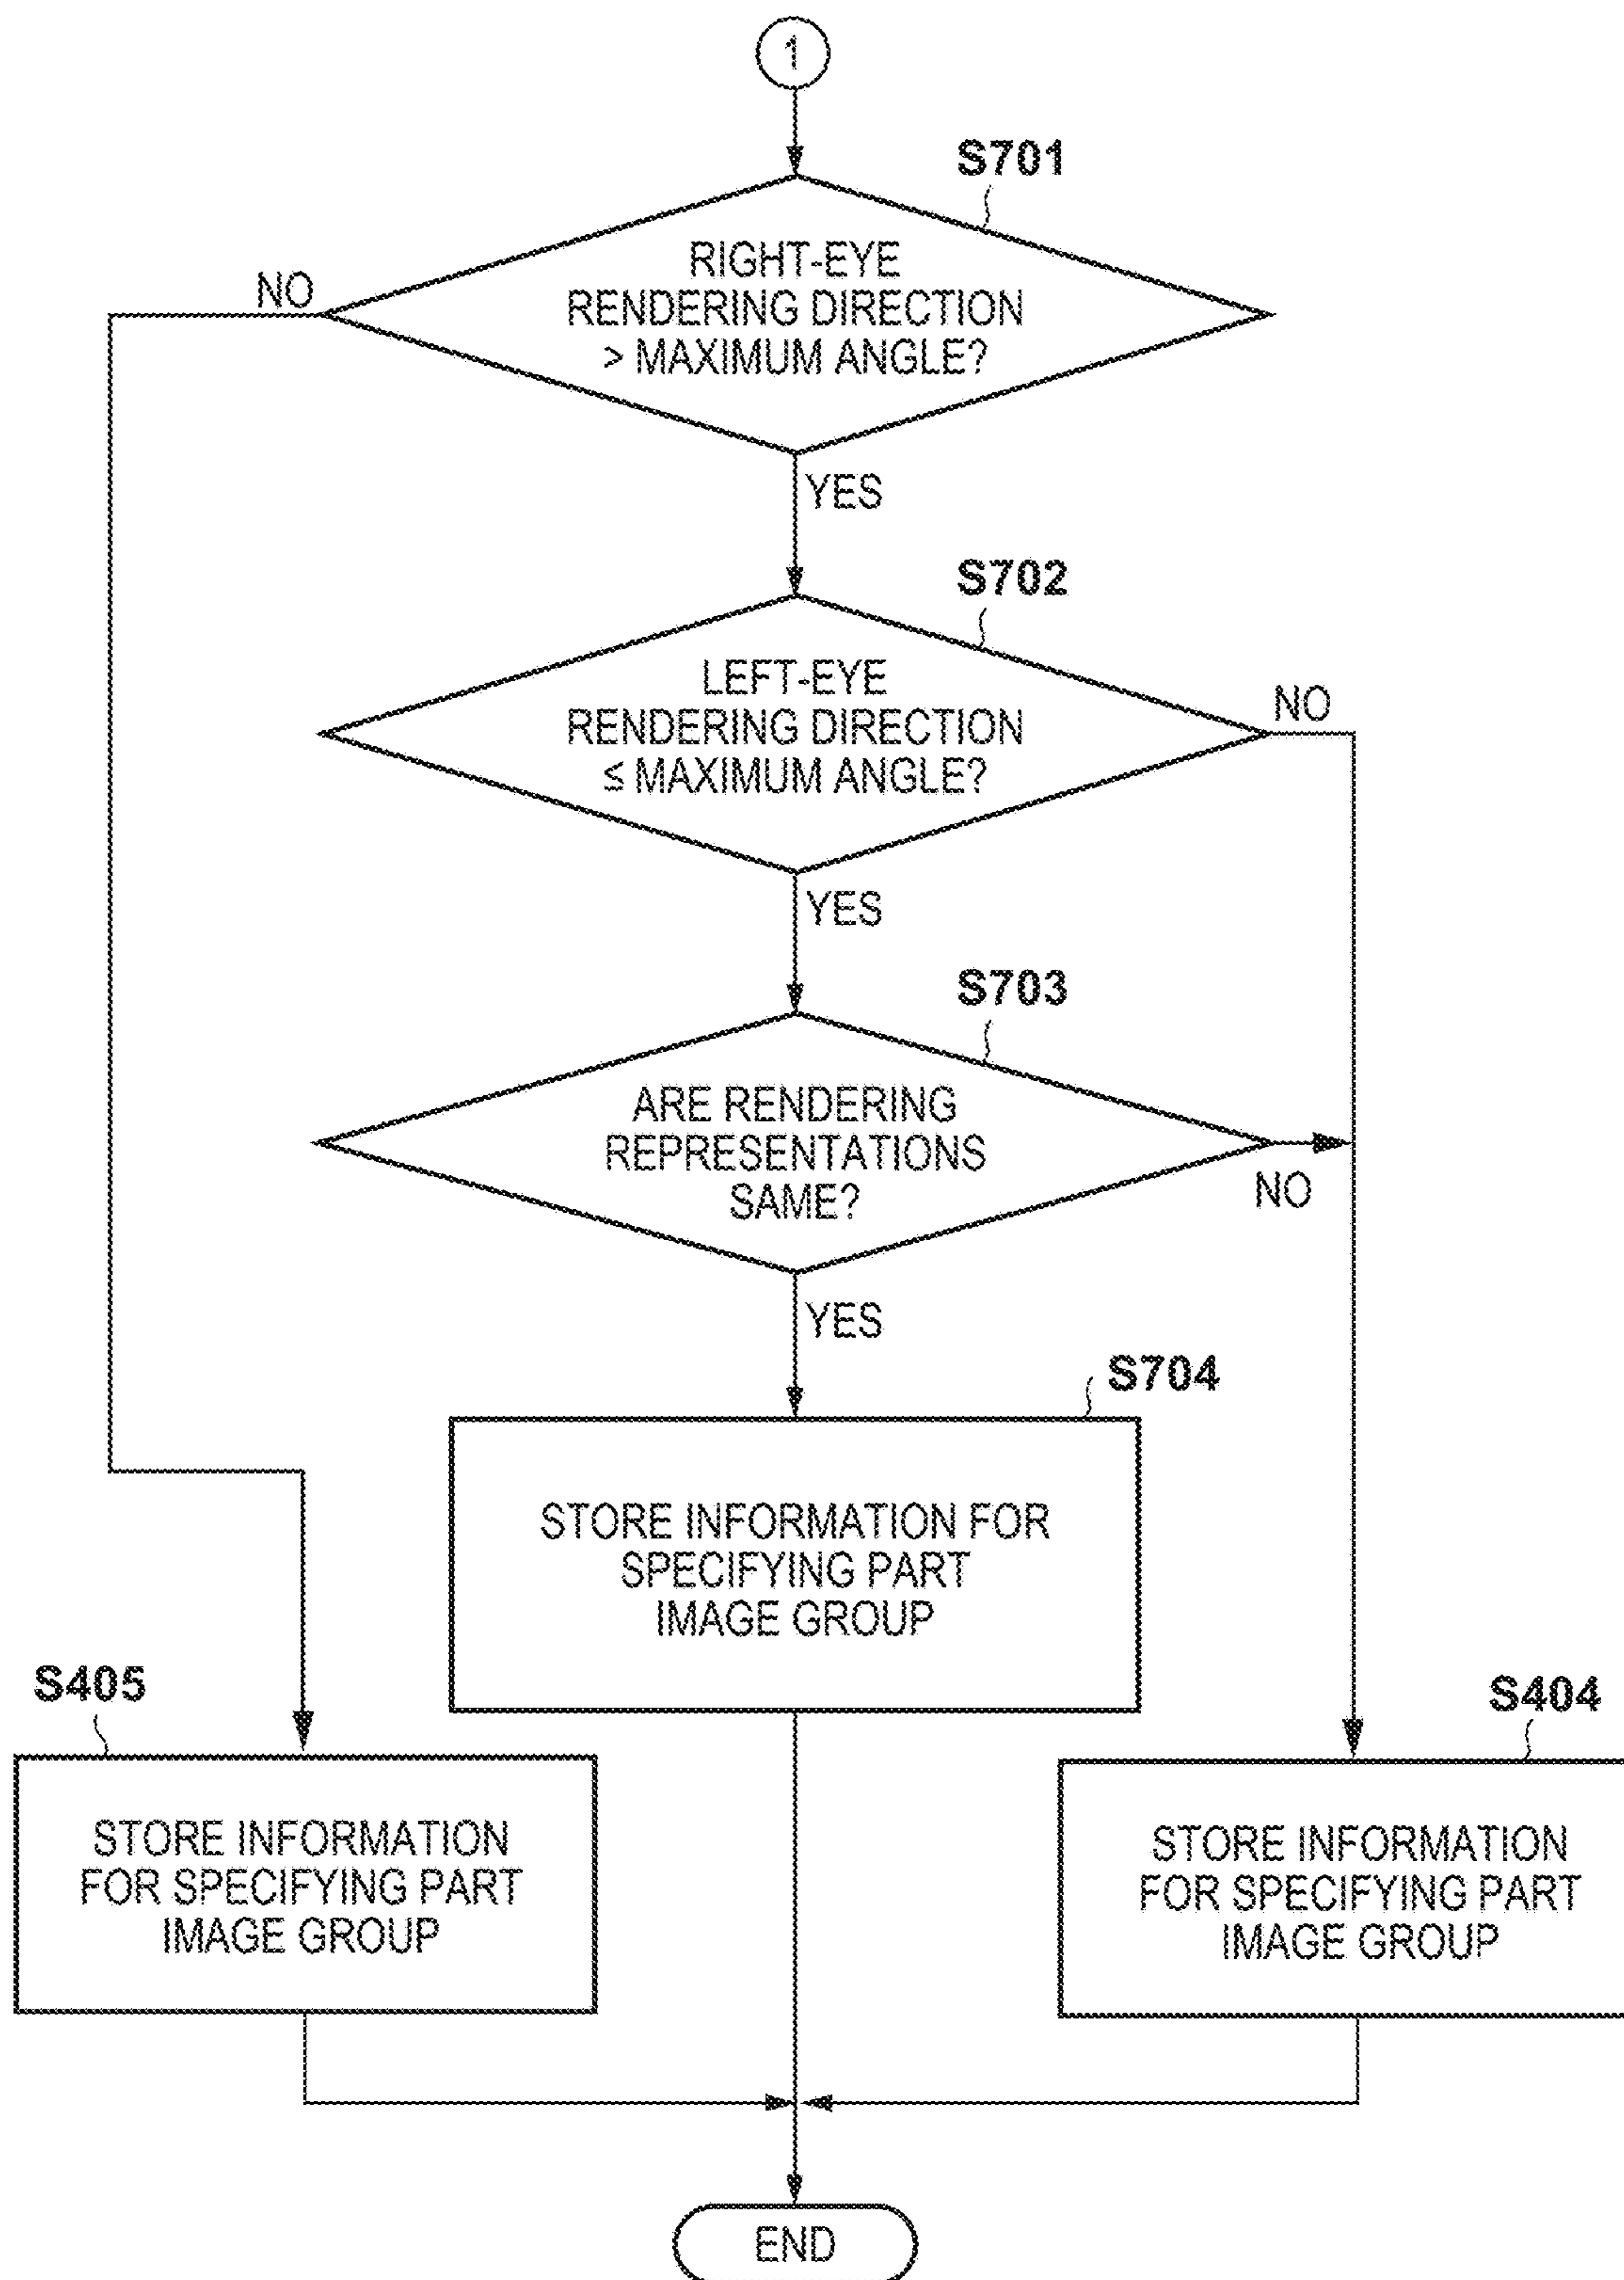 1
S701
RIGHT-EYE
RENDERING DIRECTION
> MAXIMUM ANGLE?
NO
YES
S702
LEFT-EYE
RENDERING DIRECTION
≤ MAXIMUM ANGLE?
NO
YES
S703
ARE RENDERING
REPRESENTATIONS
SAME?
NO
YES
S704
STORE INFORMATION FOR
SPECIFYING PART
IMAGE GROUP
S405
STORE INFORMATION
FOR SPECIFYING PART
IMAGE GROUP
S404
STORE INFORMATION
FOR SPECIFYING PART
IMAGE GROUP
END